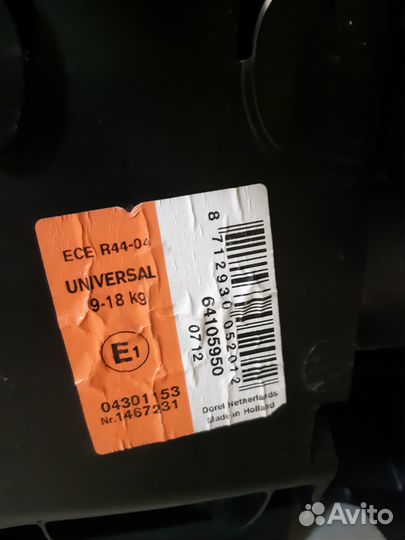 ECE R44-04
UNIVERSAL
9-18 kg
E1
04301153
Nr.1467231
8 712930 052012
64105950
0712
Dorel Netherlands
Made in Holland
Avito